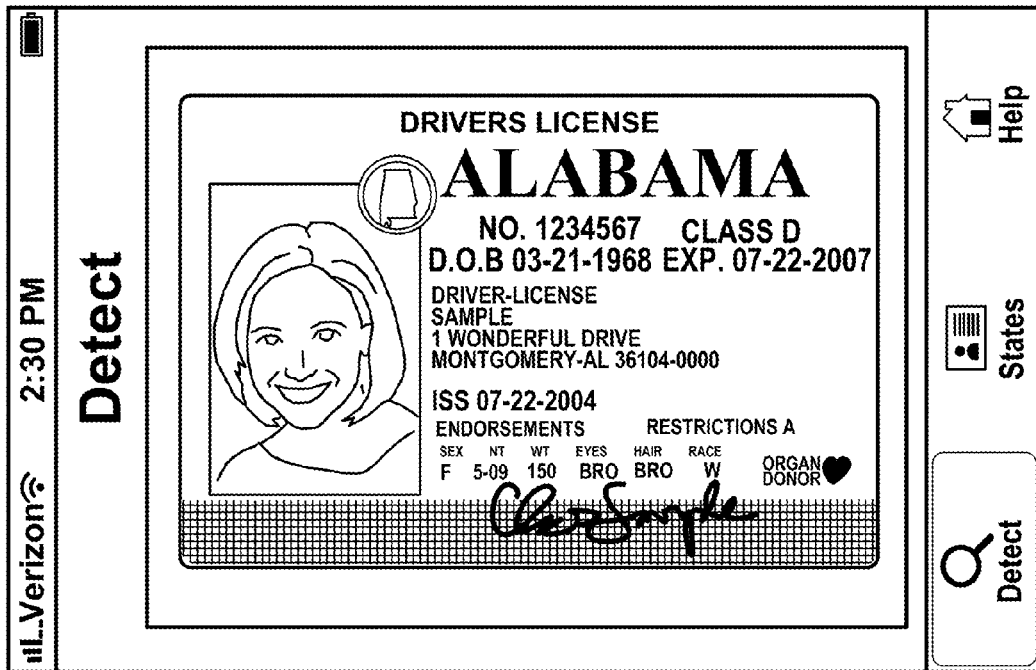 Verizon 2:30 PM
Detect
DRIVERS LICENSE
ALABAMA
NO. 1234567 CLASS D
D.O.B 03-21-1968 EXP. 07-22-2007
DRIVER-LICENSE
SAMPLE
1 WONDERFUL DRIVE
MONTGOMERY-AL 36104-0000
ISS 07-22-2004
ENDORSEMENTS RESTRICTIONS A
SEX NT WT EYES HAIR RACE
F 5-09 150 BRO BRO W
ORGAN
DONOR
Detect
States
Help